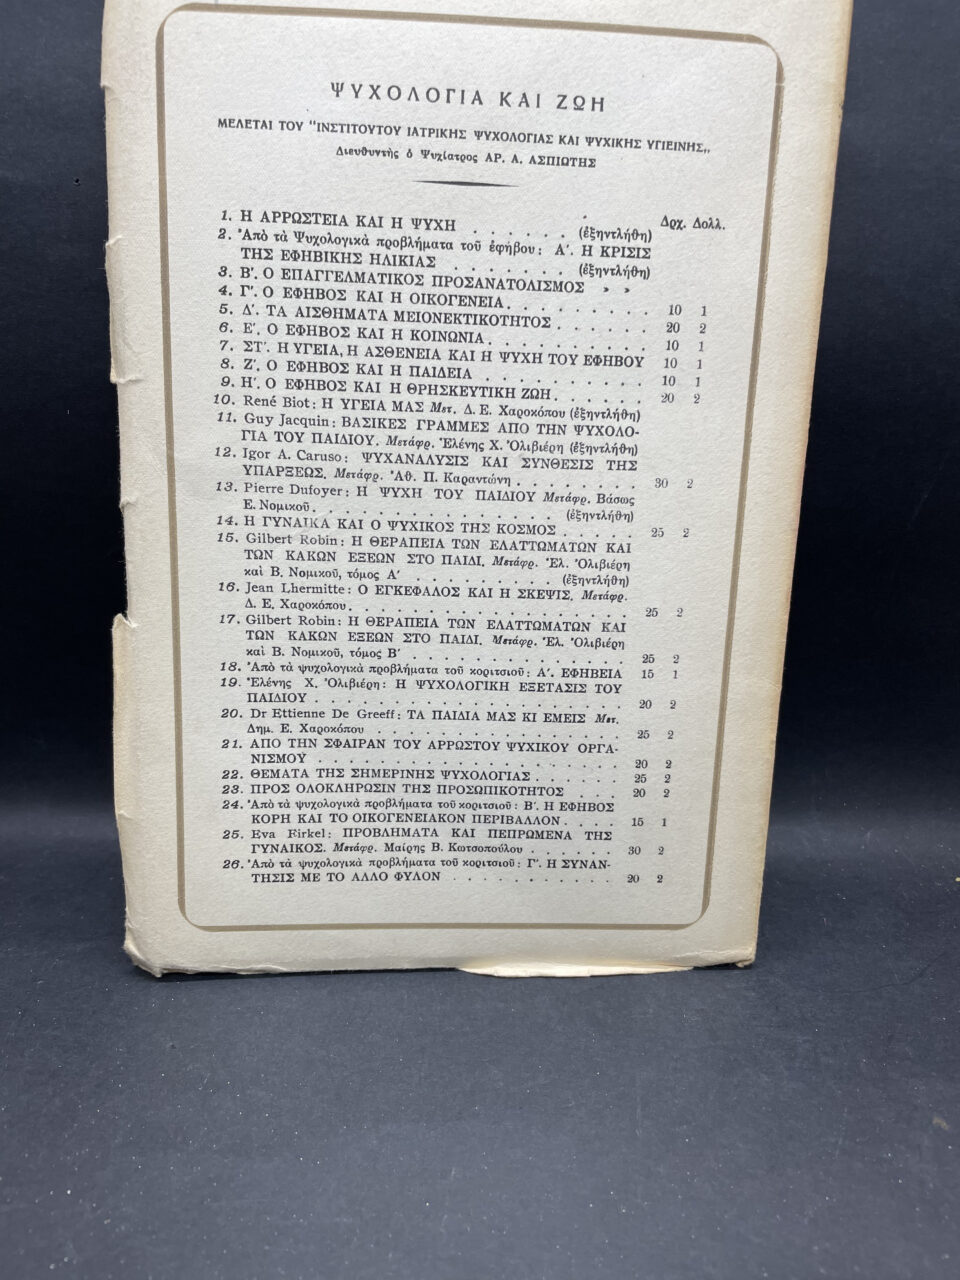 ΨΥΧΟΛΟΓΙΑ ΚΑΙ ΖΩΗ
ΜΕΛΕΤΑΙ ΤΟΥ "ΙΝΣΤΙΤΟΥΤΟΥ ΙΑΤΡΙΚΗΣ ΨΥΧΟΛΟΓΙΑΣ ΚΑΙ ΨΥΧΙΚΗΣ ΥΓΙΕΙΝΗΣ,,
Διευθυντὴς ὁ Ψυχίατρος ΑΡ. Α. ΑΣΠΙΩΤΗΣ
Δρχ. Δολλ.
1. Η ΑΡΡΩΣΤΕΙΑ ΚΑΙ Η ΨΥΧΗ . . . . . . (ἐξηντλήθη)
2. Ἀπὸ τὰ Ψυχολογικὰ προβλήματα τοῦ ἐφήβου: Α'. Η ΚΡΙΣΙΣ
ΤΗΣ ΕΦΗΒΙΚΗΣ ΗΛΙΚΙΑΣ . . . . . . . (ἐξηντλήθη)
3. Β'. Ο ΕΠΑΓΓΕΛΜΑΤΙΚΟΣ ΠΡΟΣΑΝΑΤΟΛΙΣΜΟΣ » »
4. Γ'. Ο ΕΦΗΒΟΣ ΚΑΙ Η ΟΙΚΟΓΕΝΕΙΑ. . . . . . . . . 10 1
5. Δ'. ΤΑ ΑΙΣΘΗΜΑΤΑ ΜΕΙΟΝΕΚΤΙΚΟΤΗΤΟΣ . . . . . . 20 2
6. Ε'. Ο ΕΦΗΒΟΣ ΚΑΙ Η ΚΟΙΝΩΝΙΑ. . . . . . . . . . 10 1
7. ΣΤ'. Η ΥΓΕΙΑ, Η ΑΣΘΕΝΕΙΑ ΚΑΙ Η ΨΥΧΗ ΤΟΥ ΕΦΗΒΟΥ 10 1
8. Ζ'. Ο ΕΦΗΒΟΣ ΚΑΙ Η ΠΑΙΔΕΙΑ . . . . . . . . . . 10 1
9. Η'. Ο ΕΦΗΒΟΣ ΚΑΙ Η ΘΡΗΣΚΕΥΤΙΚΗ ΖΩΗ. . . . . . 20 2
10. René Biot: Η ΥΓΕΙΑ ΜΑΣ Μετ. Δ. Ε. Χαροκόπου (ἐξηντλήθη)
11. Guy Jacquin: ΒΑΣΙΚΕΣ ΓΡΑΜΜΕΣ ΑΠΟ ΤΗΝ ΨΥΧΟΛΟ-
ΓΙΑ ΤΟΥ ΠΑΙΔΙΟΥ. Μετάφρ. Ἑλένης Χ. Ὀλιβιέρη (ἐξηντλήθη)
12. Igor A. Caruso: ΨΥΧΑΝΑΛΥΣΙΣ ΚΑΙ ΣΥΝΘΕΣΙΣ ΤΗΣ
ΥΠΑΡΞΕΩΣ. Μετάφρ. Ἀθ. Π. Καραντώνη . . . . . . . 30 2
13. Pierre Dufoyer: Η ΨΥΧΗ ΤΟΥ ΠΑΙΔΙΟΥ Μετάφρ. Βάσως
Ε. Νομικοῦ. . . . . . . . . . . . . . . (ἐξηντλήθη)
14. Η ΓΥΝΑΙΚΑ ΚΑΙ Ο ΨΥΧΙΚΟΣ ΤΗΣ ΚΟΣΜΟΣ . . . . . 25 2
15. Gilbert Robin: Η ΘΕΡΑΠΕΙΑ ΤΩΝ ΕΛΑΤΤΩΜΑΤΩΝ ΚΑΙ
ΤΩΝ ΚΑΚΩΝ ΕΞΕΩΝ ΣΤΟ ΠΑΙΔΙ. Μετάφρ. Ἑλ. Ὀλιβιέρη
καὶ Β. Νομικοῦ, τόμος Α' . . . . . . . . . (ἐξηντλήθη)
16. Jean Lhermitte: Ο ΕΓΚΕΦΑΛΟΣ ΚΑΙ Η ΣΚΕΨΙΣ. Μετάφρ.
Δ. Ε. Χαροκόπου. . . . . . . . . . . . . . . . . 25 2
17. Gilbert Robin: Η ΘΕΡΑΠΕΙΑ ΤΩΝ ΕΛΑΤΤΩΜΑΤΩΝ ΚΑΙ
ΤΩΝ ΚΑΚΩΝ ΕΞΕΩΝ ΣΤΟ ΠΑΙΔΙ. Μετάφρ. Ἑλ. Ὀλιβιέρη
καὶ Β. Νομικοῦ, τόμος Β' . . . . . . . . . . . . . 25 2
18. Ἀπὸ τὰ ψυχολογικὰ προβλήματα τοῦ κοριτσιοῦ: Α'. ΕΦΗΒΕΙΑ 15 1
19. Ἑλένης Χ. Ὀλιβιέρη: Η ΨΥΧΟΛΟΓΙΚΗ ΕΞΕΤΑΣΙΣ ΤΟΥ
ΠΑΙΔΙΟΥ . . . . . . . . . . . . . . . . . . . . 20 2
20. Dr Ettienne De Greeff: ΤΑ ΠΑΙΔΙΑ ΜΑΣ ΚΙ ΕΜΕΙΣ Μετ.
Δημ. Ε. Χαροκόπου . . . . . . . . . . . . . . . . 25 2
21. ΑΠΟ ΤΗΝ ΣΦΑΙΡΑΝ ΤΟΥ ΑΡΡΩΣΤΟΥ ΨΥΧΙΚΟΥ ΟΡΓΑ-
ΝΙΣΜΟΥ . . . . . . . . . . . . . . . . . . . . 20 2
22. ΘΕΜΑΤΑ ΤΗΣ ΣΗΜΕΡΙΝΗΣ ΨΥΧΟΛΟΓΙΑΣ . . . . . . 25 2
23. ΠΡΟΣ ΟΛΟΚΛΗΡΩΣΙΝ ΤΗΣ ΠΡΟΣΩΠΙΚΟΤΗΤΟΣ . . . 20 2
24. Ἀπὸ τὰ ψυχολογικὰ προβλήματα τοῦ κοριτσιοῦ: Β'. Η ΕΦΗΒΟΣ
ΚΟΡΗ ΚΑΙ ΤΟ ΟΙΚΟΓΕΝΕΙΑΚΟΝ ΠΕΡΙΒΑΛΛΟΝ . . . . 15 1
25. Eva Firkel: ΠΡΟΒΛΗΜΑΤΑ ΚΑΙ ΠΕΠΡΩΜΕΝΑ ΤΗΣ
ΓΥΝΑΙΚΟΣ. Μετάφρ. Μαίρης Β. Κωτσοπούλου . . . . . . 30 2
26. Ἀπὸ τὰ ψυχολογικὰ προβλήματα τοῦ κοριτσιοῦ: Γ'. Η ΣΥΝΑΝ-
ΤΗΣΙΣ ΜΕ ΤΟ ΑΛΛΟ ΦΥΛΟΝ . . . . . . . . . . . 20 2